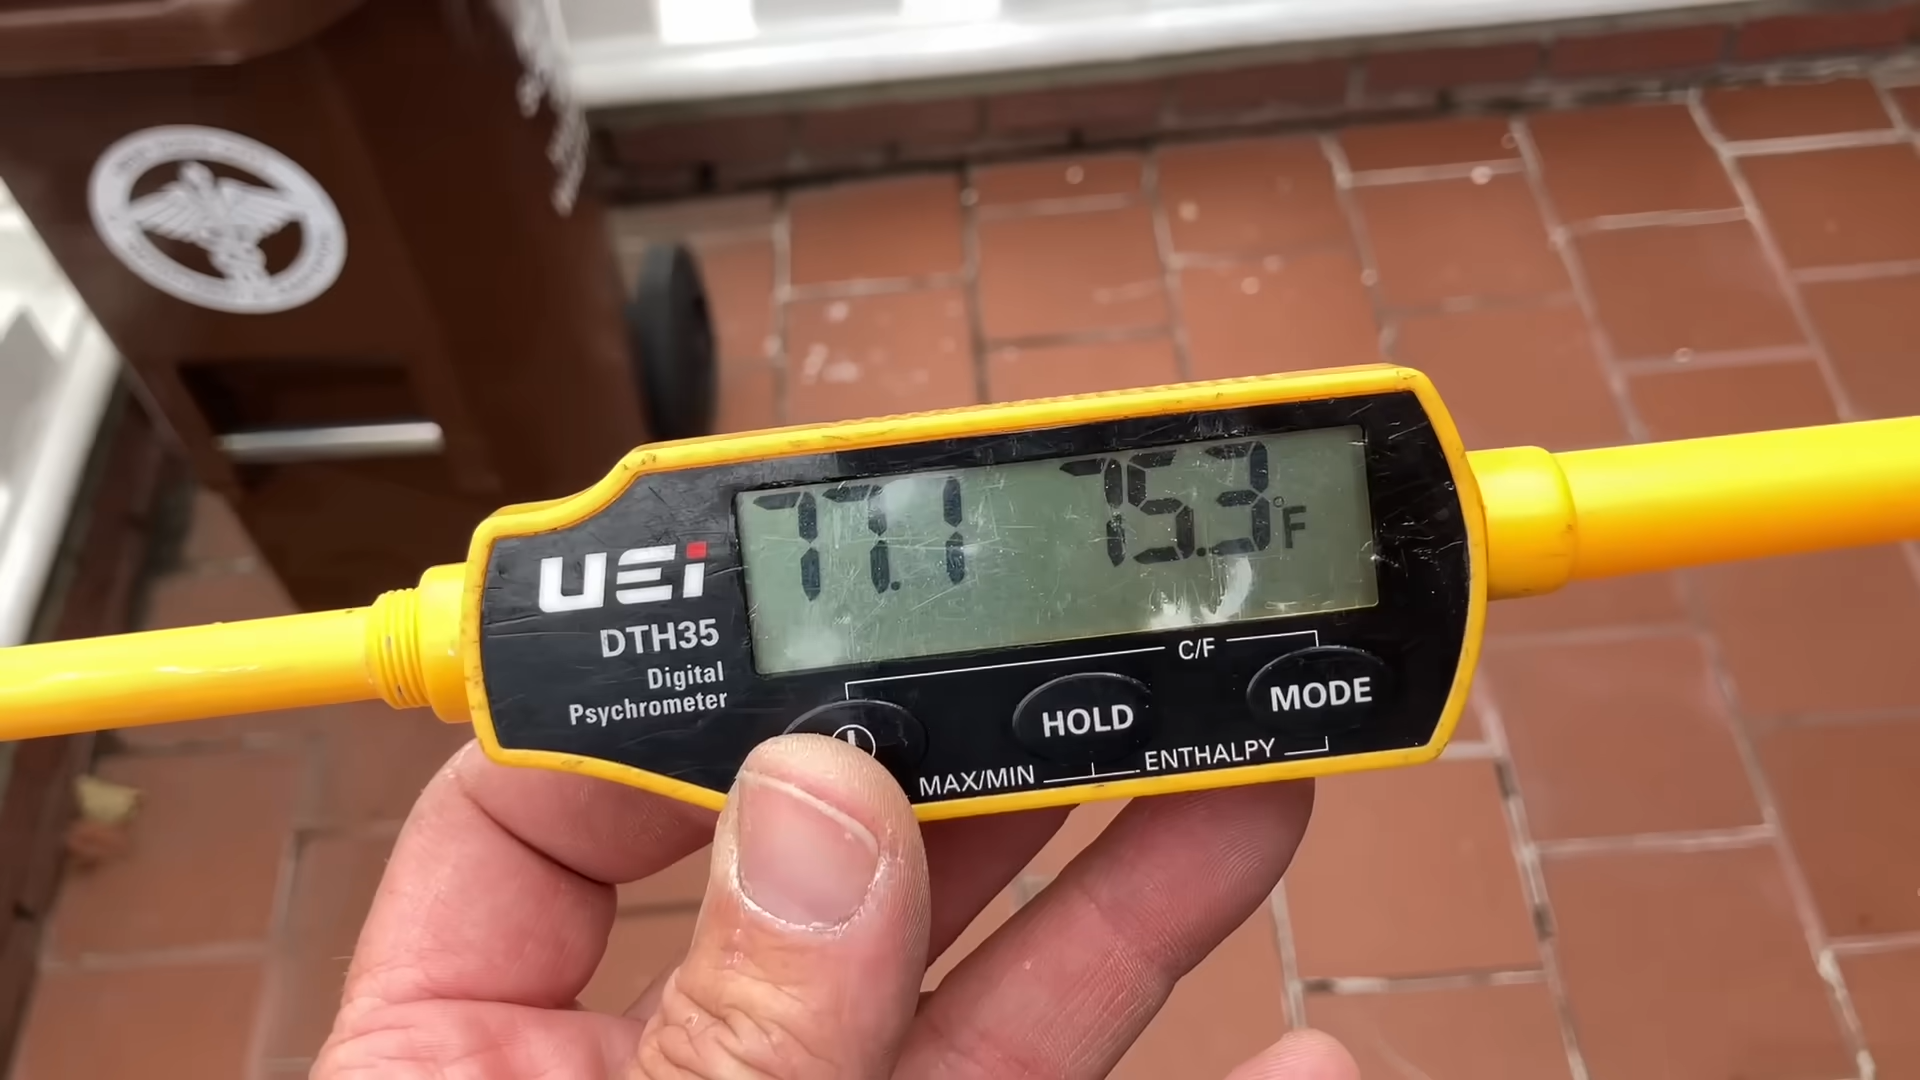 77.1 75.3 °F
UEi
DTH35
Digital
Psychrometer
C/F
HOLD
MODE
MAX/MIN
ENTHALPY